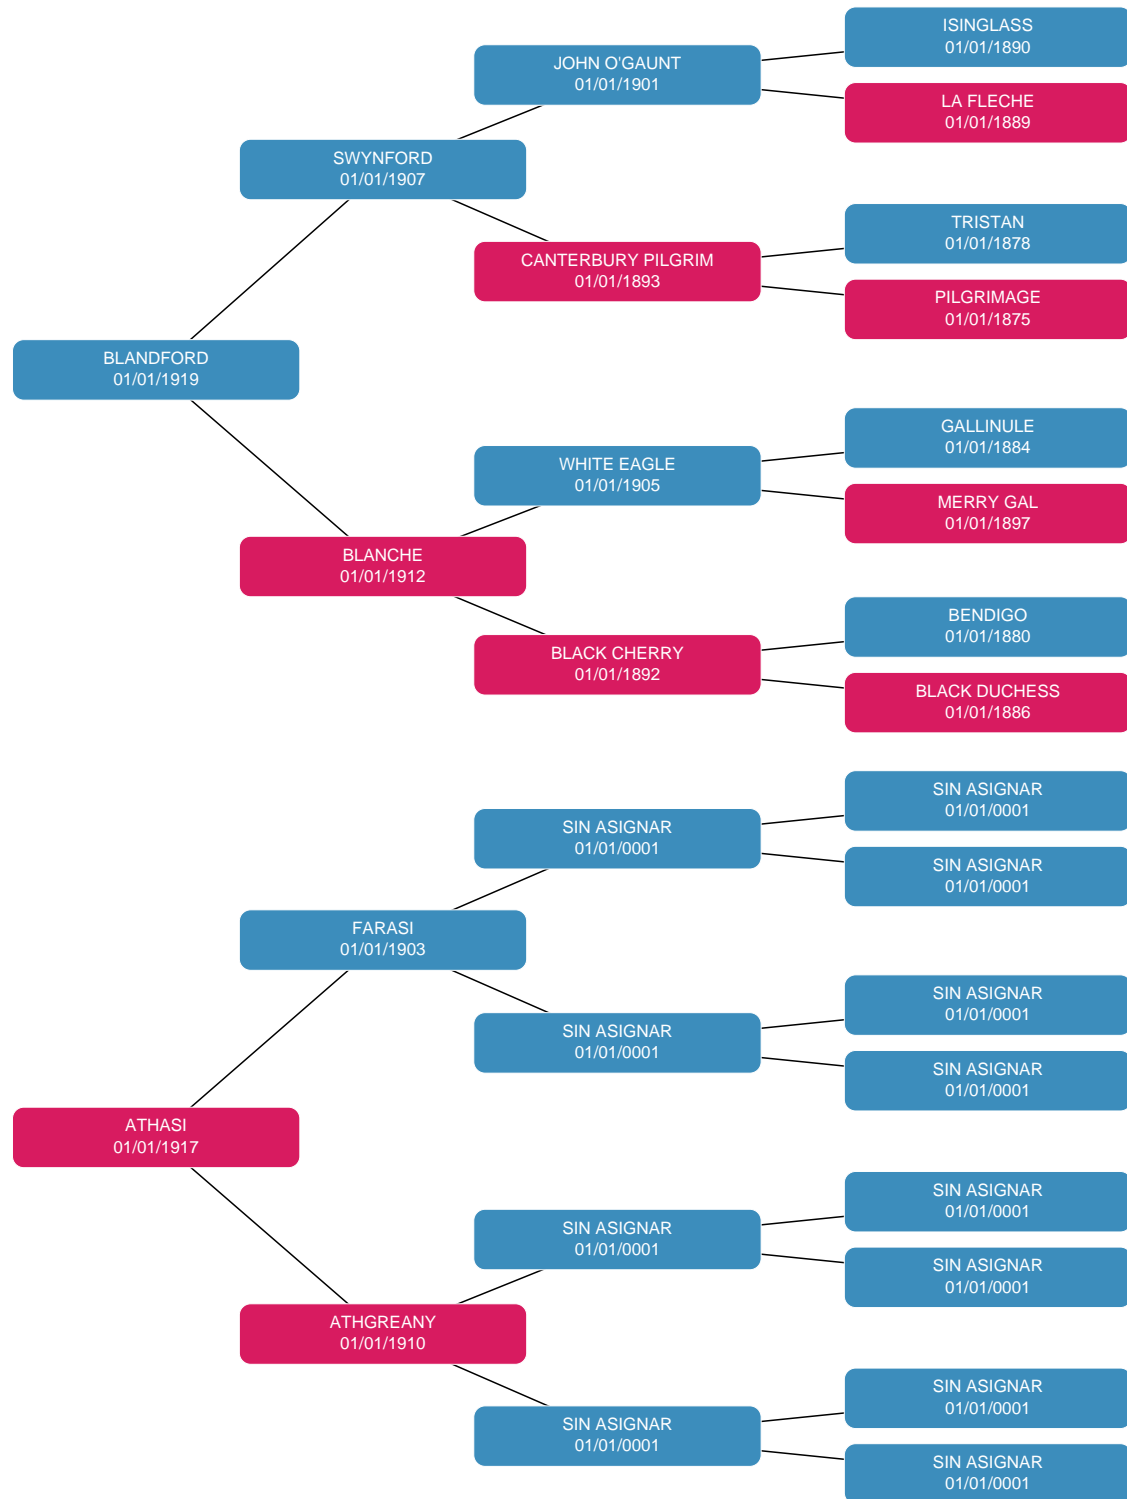 ISINGLASS
01/01/1890
JOHN O'GAUNT
01/01/1901
LA FLECHE
01/01/1889
SWYNFORD
01/01/1907
TRISTAN
01/01/1878
CANTERBURY PILGRIM
01/01/1893
PILGRIMAGE
01/01/1875
BLANDFORD
01/01/1919
GALLINULE
01/01/1884
WHITE EAGLE
01/01/1905
MERRY GAL
01/01/1897
BLANCHE
01/01/1912
BENDIGO
01/01/1880
BLACK CHERRY
01/01/1892
BLACK DUCHESS
01/01/1886
SIN ASIGNAR
01/01/0001
SIN ASIGNAR
01/01/0001
SIN ASIGNAR
01/01/0001
FARASI
01/01/1903
SIN ASIGNAR
01/01/0001
SIN ASIGNAR
01/01/0001
SIN ASIGNAR
01/01/0001
ATHASI
01/01/1917
SIN ASIGNAR
01/01/0001
SIN ASIGNAR
01/01/0001
SIN ASIGNAR
01/01/0001
ATHGREANY
01/01/1910
SIN ASIGNAR
01/01/0001
SIN ASIGNAR
01/01/0001
SIN ASIGNAR
01/01/0001